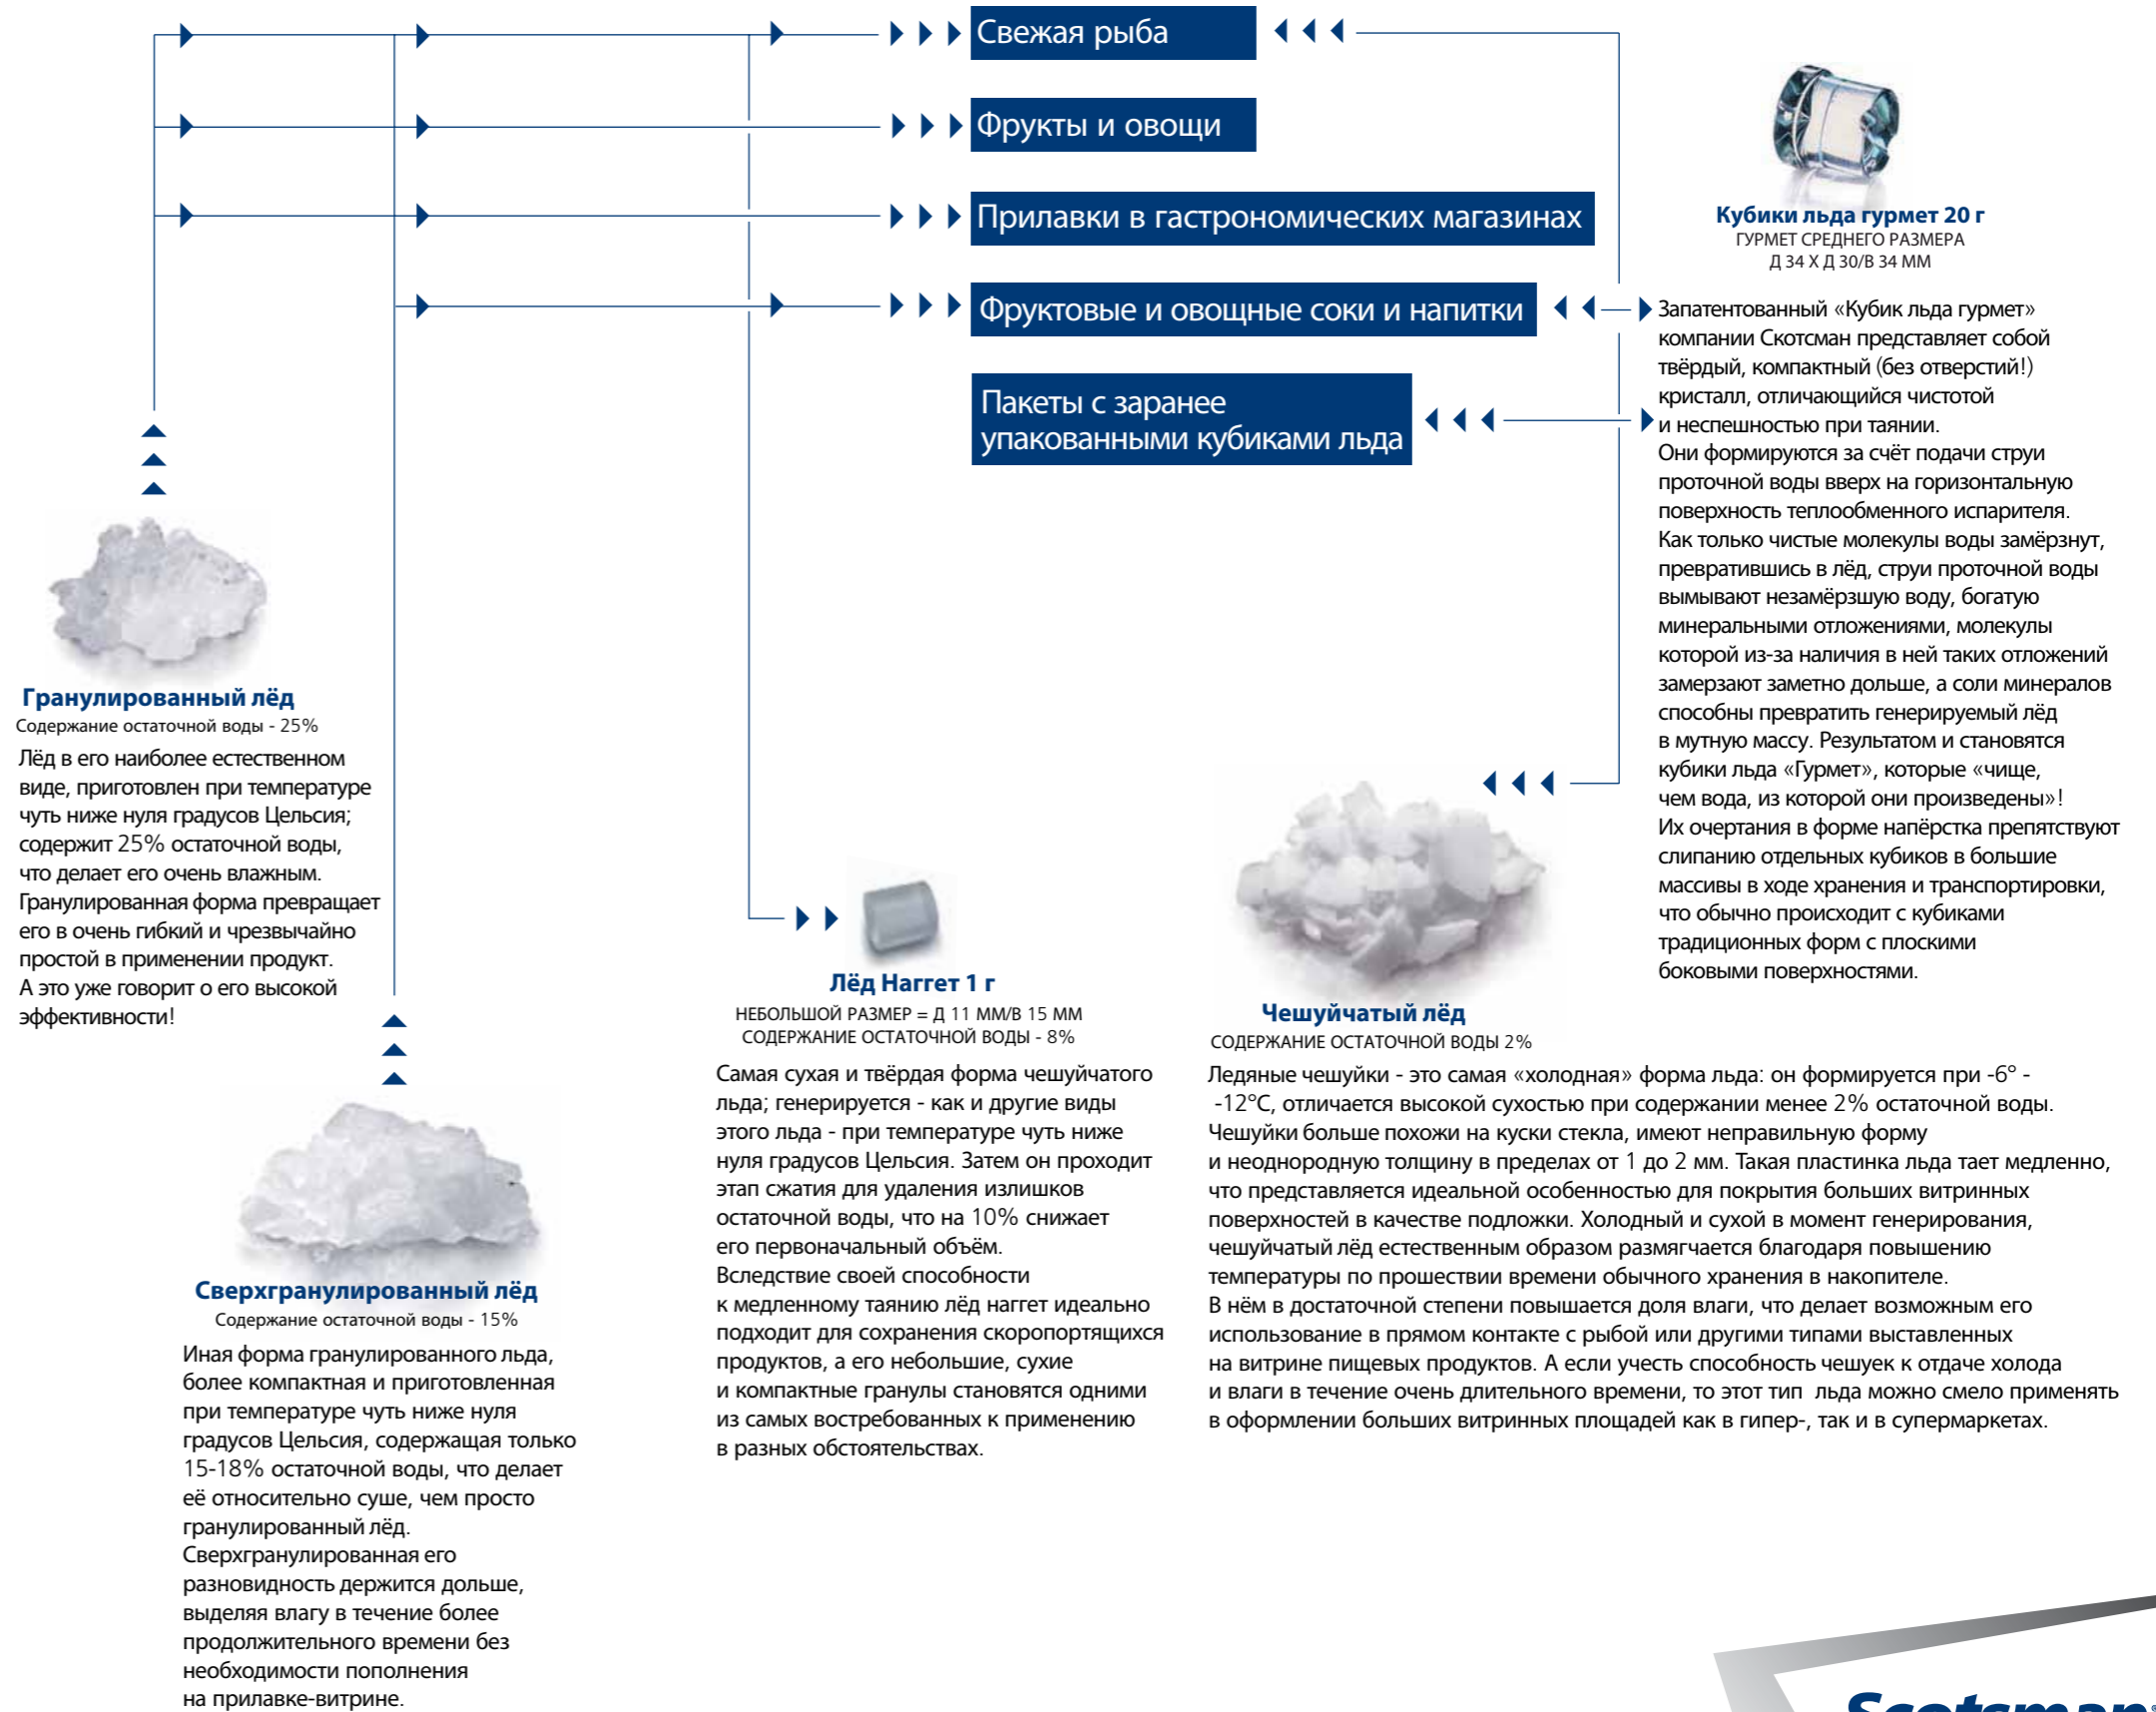 Свежая рыба
Фрукты и овощи
Прилавки в гастрономических магазинах
Фруктовые и овощные соки и напитки
Пакеты с заранее
упакованными кубиками льда
Кубики льда гурмет 20 г
ГУРМЕТ СРЕДНЕГО РАЗМЕРА
Д 34 Х Д 30/В 34 ММ
Запатентованный «Кубик льда гурмет»
компании Скотсман представляет собой
твёрдый, компактный (без отверстий!)
кристалл, отличающийся чистотой
и неспешностью при таянии.
Они формируются за счёт подачи струи
проточной воды вверх на горизонтальную
поверхность теплообменного испарителя.
Как только чистые молекулы воды замёрзнут,
превратившись в лёд, струи проточной воды
вымывают незамёрзшую воду, богатую
минеральными отложениями, молекулы
которой из-за наличия в ней таких отложений
замерзают заметно дольше, а соли минералов
способны превратить генерируемый лёд
в мутную массу. Результатом и становятся
кубики льда «Гурмет», которые «чище,
чем вода, из которой они произведены»!
Их очертания в форме напёрстка препятствуют
слипанию отдельных кубиков в большие
массивы в ходе хранения и транспортировки,
что обычно происходит с кубиками
традиционных форм с плоскими
боковыми поверхностями.
Гранулированный лёд
Содержание остаточной воды - 25%
Лёд в его наиболее естественном
виде, приготовлен при температуре
чуть ниже нуля градусов Цельсия;
содержит 25% остаточной воды,
что делает его очень влажным.
Гранулированная форма превращает
его в очень гибкий и чрезвычайно
простой в применении продукт.
А это уже говорит о его высокой
эффективности!
Сверхгранулированный лёд
Содержание остаточной воды - 15%
Иная форма гранулированного льда,
более компактная и приготовленная
при температуре чуть ниже нуля
градусов Цельсия, содержащая только
15-18% остаточной воды, что делает
её относительно суше, чем просто
гранулированный лёд.
Сверхгранулированная его
разновидность держится дольше,
выделяя влагу в течение более
продолжительного времени без
необходимости пополнения
на прилавке-витрине.
Лёд Наггет 1 г
НЕБОЛЬШОЙ РАЗМЕР = Д 11 ММ/В 15 ММ
СОДЕРЖАНИЕ ОСТАТОЧНОЙ ВОДЫ - 8%
Самая сухая и твёрдая форма чешуйчатого
льда; генерируется - как и другие виды
этого льда - при температуре чуть ниже
нуля градусов Цельсия. Затем он проходит
этап сжатия для удаления излишков
остаточной воды, что на 10% снижает
его первоначальный объём.
Вследствие своей способности
к медленному таянию лёд наггет идеально
подходит для сохранения скоропортящихся
продуктов, а его небольшие, сухие
и компактные гранулы становятся одними
из самых востребованных к применению
в разных обстоятельствах.
Чешуйчатый лёд
СОДЕРЖАНИЕ ОСТАТОЧНОЙ ВОДЫ 2%
Ледяные чешуйки - это самая «холодная» форма льда: он формируется при -6° -
-12°С, отличается высокой сухостью при содержании менее 2% остаточной воды.
Чешуйки больше похожи на куски стекла, имеют неправильную форму
и неоднородную толщину в пределах от 1 до 2 мм. Такая пластинка льда тает медленно,
что представляется идеальной особенностью для покрытия больших витринных
поверхностей в качестве подложки. Холодный и сухой в момент генерирования,
чешуйчатый лёд естественным образом размягчается благодаря повышению
температуры по прошествии времени обычного хранения в накопителе.
В нём в достаточной степени повышается доля влаги, что делает возможным его
использование в прямом контакте с рыбой или другими типами выставленных
на витрине пищевых продуктов. А если учесть способность чешуек к отдаче холода
и влаги в течение очень длительного времени, то этот тип льда можно смело применять
в оформлении больших витринных площадей как в гипер-, так и в супермаркетах.
Scotsman